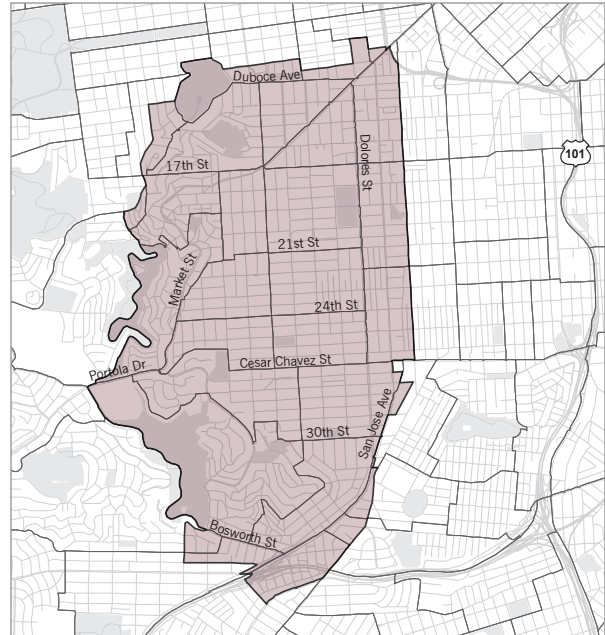 Duboce Ave
Dolores St
101
17th St
21st St
Market St
24th St
Cesar Chavez St
Portola Dr
San Jose Ave
30th St
Bosworth St